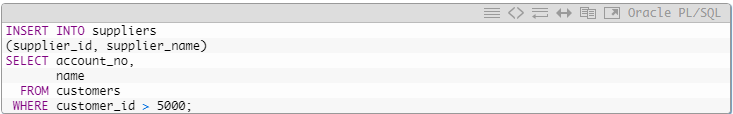 Oracle PL/SQL
INSERT INTO suppliers
(supplier_id, supplier_name)
SELECT account_no,
       name
  FROM customers
 WHERE customer_id > 5000;